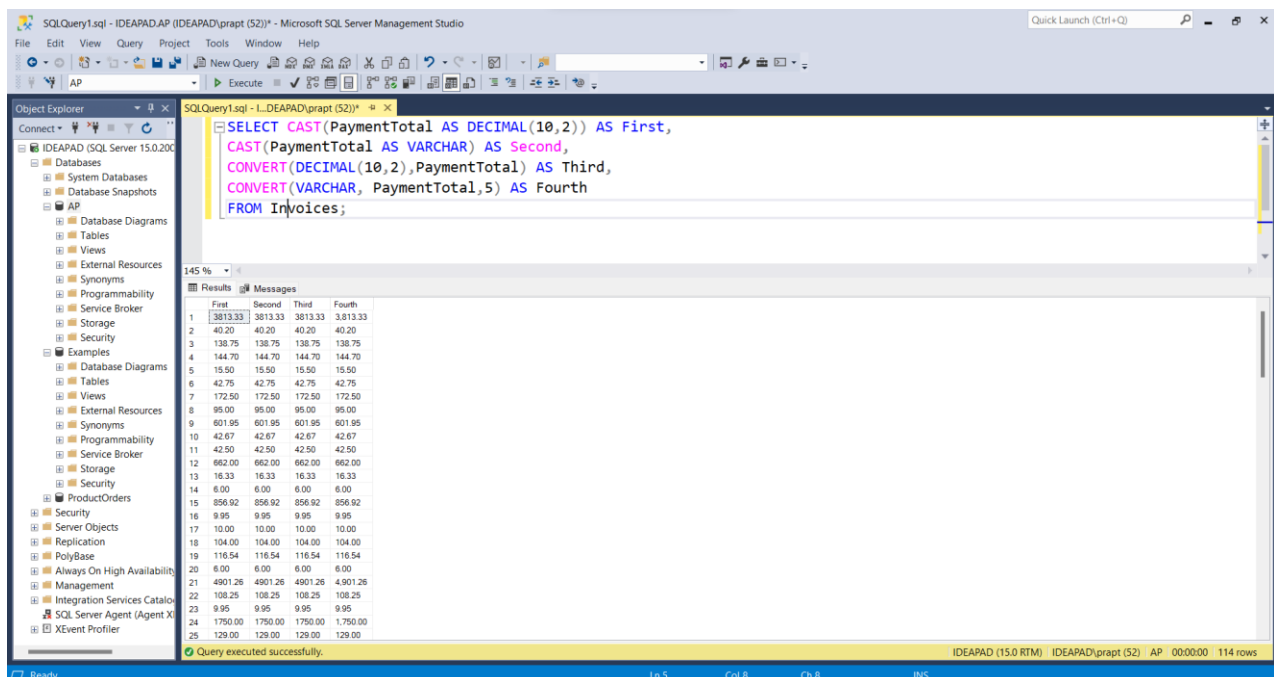 SQLQuery1.sql - IDEAPAD.AP (IDEAPAD\prapt (52))* - Microsoft SQL Server Management Studio
Quick Launch (Ctrl+Q)
File Edit View Query Project Tools Window Help
New Query
AP
Execute
Object Explorer
SQLQuery1.sql - I...DEAPAD\prapt (52))*
Connect
IDEAPAD (SQL Server 15.0.200
Databases
System Databases
Database Snapshots
AP
Database Diagrams
Tables
Views
External Resources
Synonyms
Programmability
Service Broker
Storage
Security
Examples
Database Diagrams
Tables
Views
External Resources
Synonyms
Programmability
Service Broker
Storage
Security
ProductOrders
Security
Server Objects
Replication
PolyBase
Always On High Availability
Management
Integration Services Catalo
SQL Server Agent (Agent X
XEvent Profiler
SELECT CAST(PaymentTotal AS DECIMAL(10,2)) AS First,
CAST(PaymentTotal AS VARCHAR) AS Second,
CONVERT(DECIMAL(10,2),PaymentTotal) AS Third,
CONVERT(VARCHAR, PaymentTotal,5) AS Fourth
FROM Invoices;
145 %
Results Messages
First Second Third Fourth
1 3813.33 3813.33 3813.33 3,813.33
2 40.20 40.20 40.20 40.20
3 138.75 138.75 138.75 138.75
4 144.70 144.70 144.70 144.70
5 15.50 15.50 15.50 15.50
6 42.75 42.75 42.75 42.75
7 172.50 172.50 172.50 172.50
8 95.00 95.00 95.00 95.00
9 601.95 601.95 601.95 601.95
10 42.67 42.67 42.67 42.67
11 42.50 42.50 42.50 42.50
12 662.00 662.00 662.00 662.00
13 16.33 16.33 16.33 16.33
14 6.00 6.00 6.00 6.00
15 856.92 856.92 856.92 856.92
16 9.95 9.95 9.95 9.95
17 10.00 10.00 10.00 10.00
18 104.00 104.00 104.00 104.00
19 116.54 116.54 116.54 116.54
20 6.00 6.00 6.00 6.00
21 4901.26 4901.26 4901.26 4,901.26
22 108.25 108.25 108.25 108.25
23 9.95 9.95 9.95 9.95
24 1750.00 1750.00 1750.00 1,750.00
25 129.00 129.00 129.00 129.00
Query executed successfully. IDEAPAD (15.0 RTM) IDEAPAD\prapt (52) AP 00:00:00 114 rows
Ready Ln 5 Col 8 Ch 8 INS